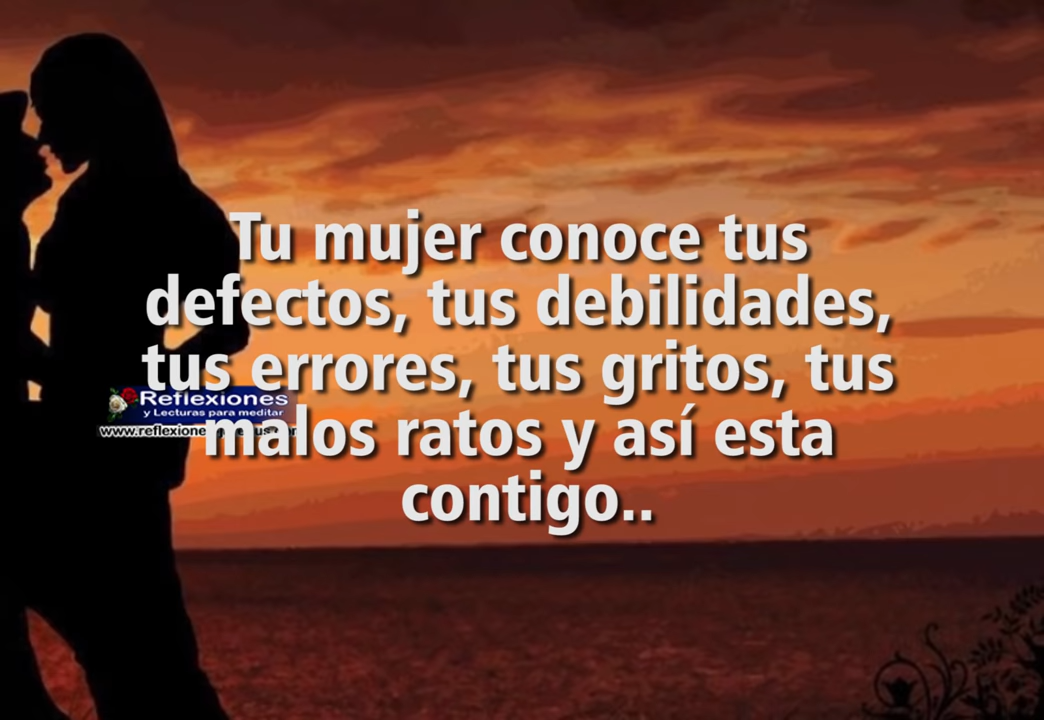 Tu mujer conoce tus
defectos, tus debilidades,
tus errores, tus gritos, tus
Reflexiones
y Lecturas para meditar
malos ratos y así esta
contigo..